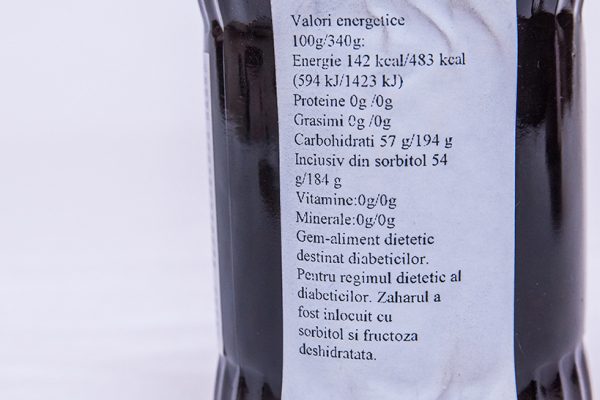 Valori energetice
100g/340g:
Energie 142 kcal/483 kcal
(594 kJ/1423 kJ)
Proteine 0g /0g
Grasimi 0g /0g
Carbohidrati 57 g/194 g
Inciusiv din sorbitol 54
g/184 g
Vitamine:0g/0g
Minerale:0g/0g
Gem-aliment dietetic
destinat diabeticilor.
Pentru regimul dietetic al
diabeticilor. Zaharul a
fost inlocuit cu
sorbitol si fructoza
deshidratata.